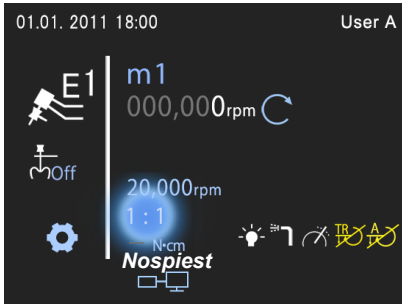 01.01. 2011 18:00 User A
E1
m1
000,000rpm
Off
20,000rpm
1 : 1
N·cm
TR A
Nospiest